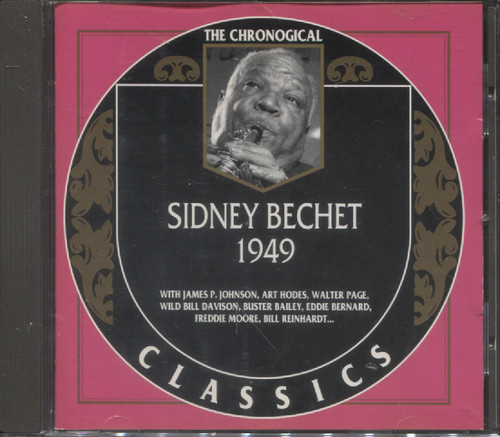 THE CHRONOGICAL
SIDNEY BECHET
1949
WITH JAMES P. JOHNSON, ART HODES, WALTER PAGE,
WILD BILL DAVISON, BUSTER BAILEY, EDDIE BERNARD,
FREDDIE MOORE, BILL REINHARDT...
CLASSICS